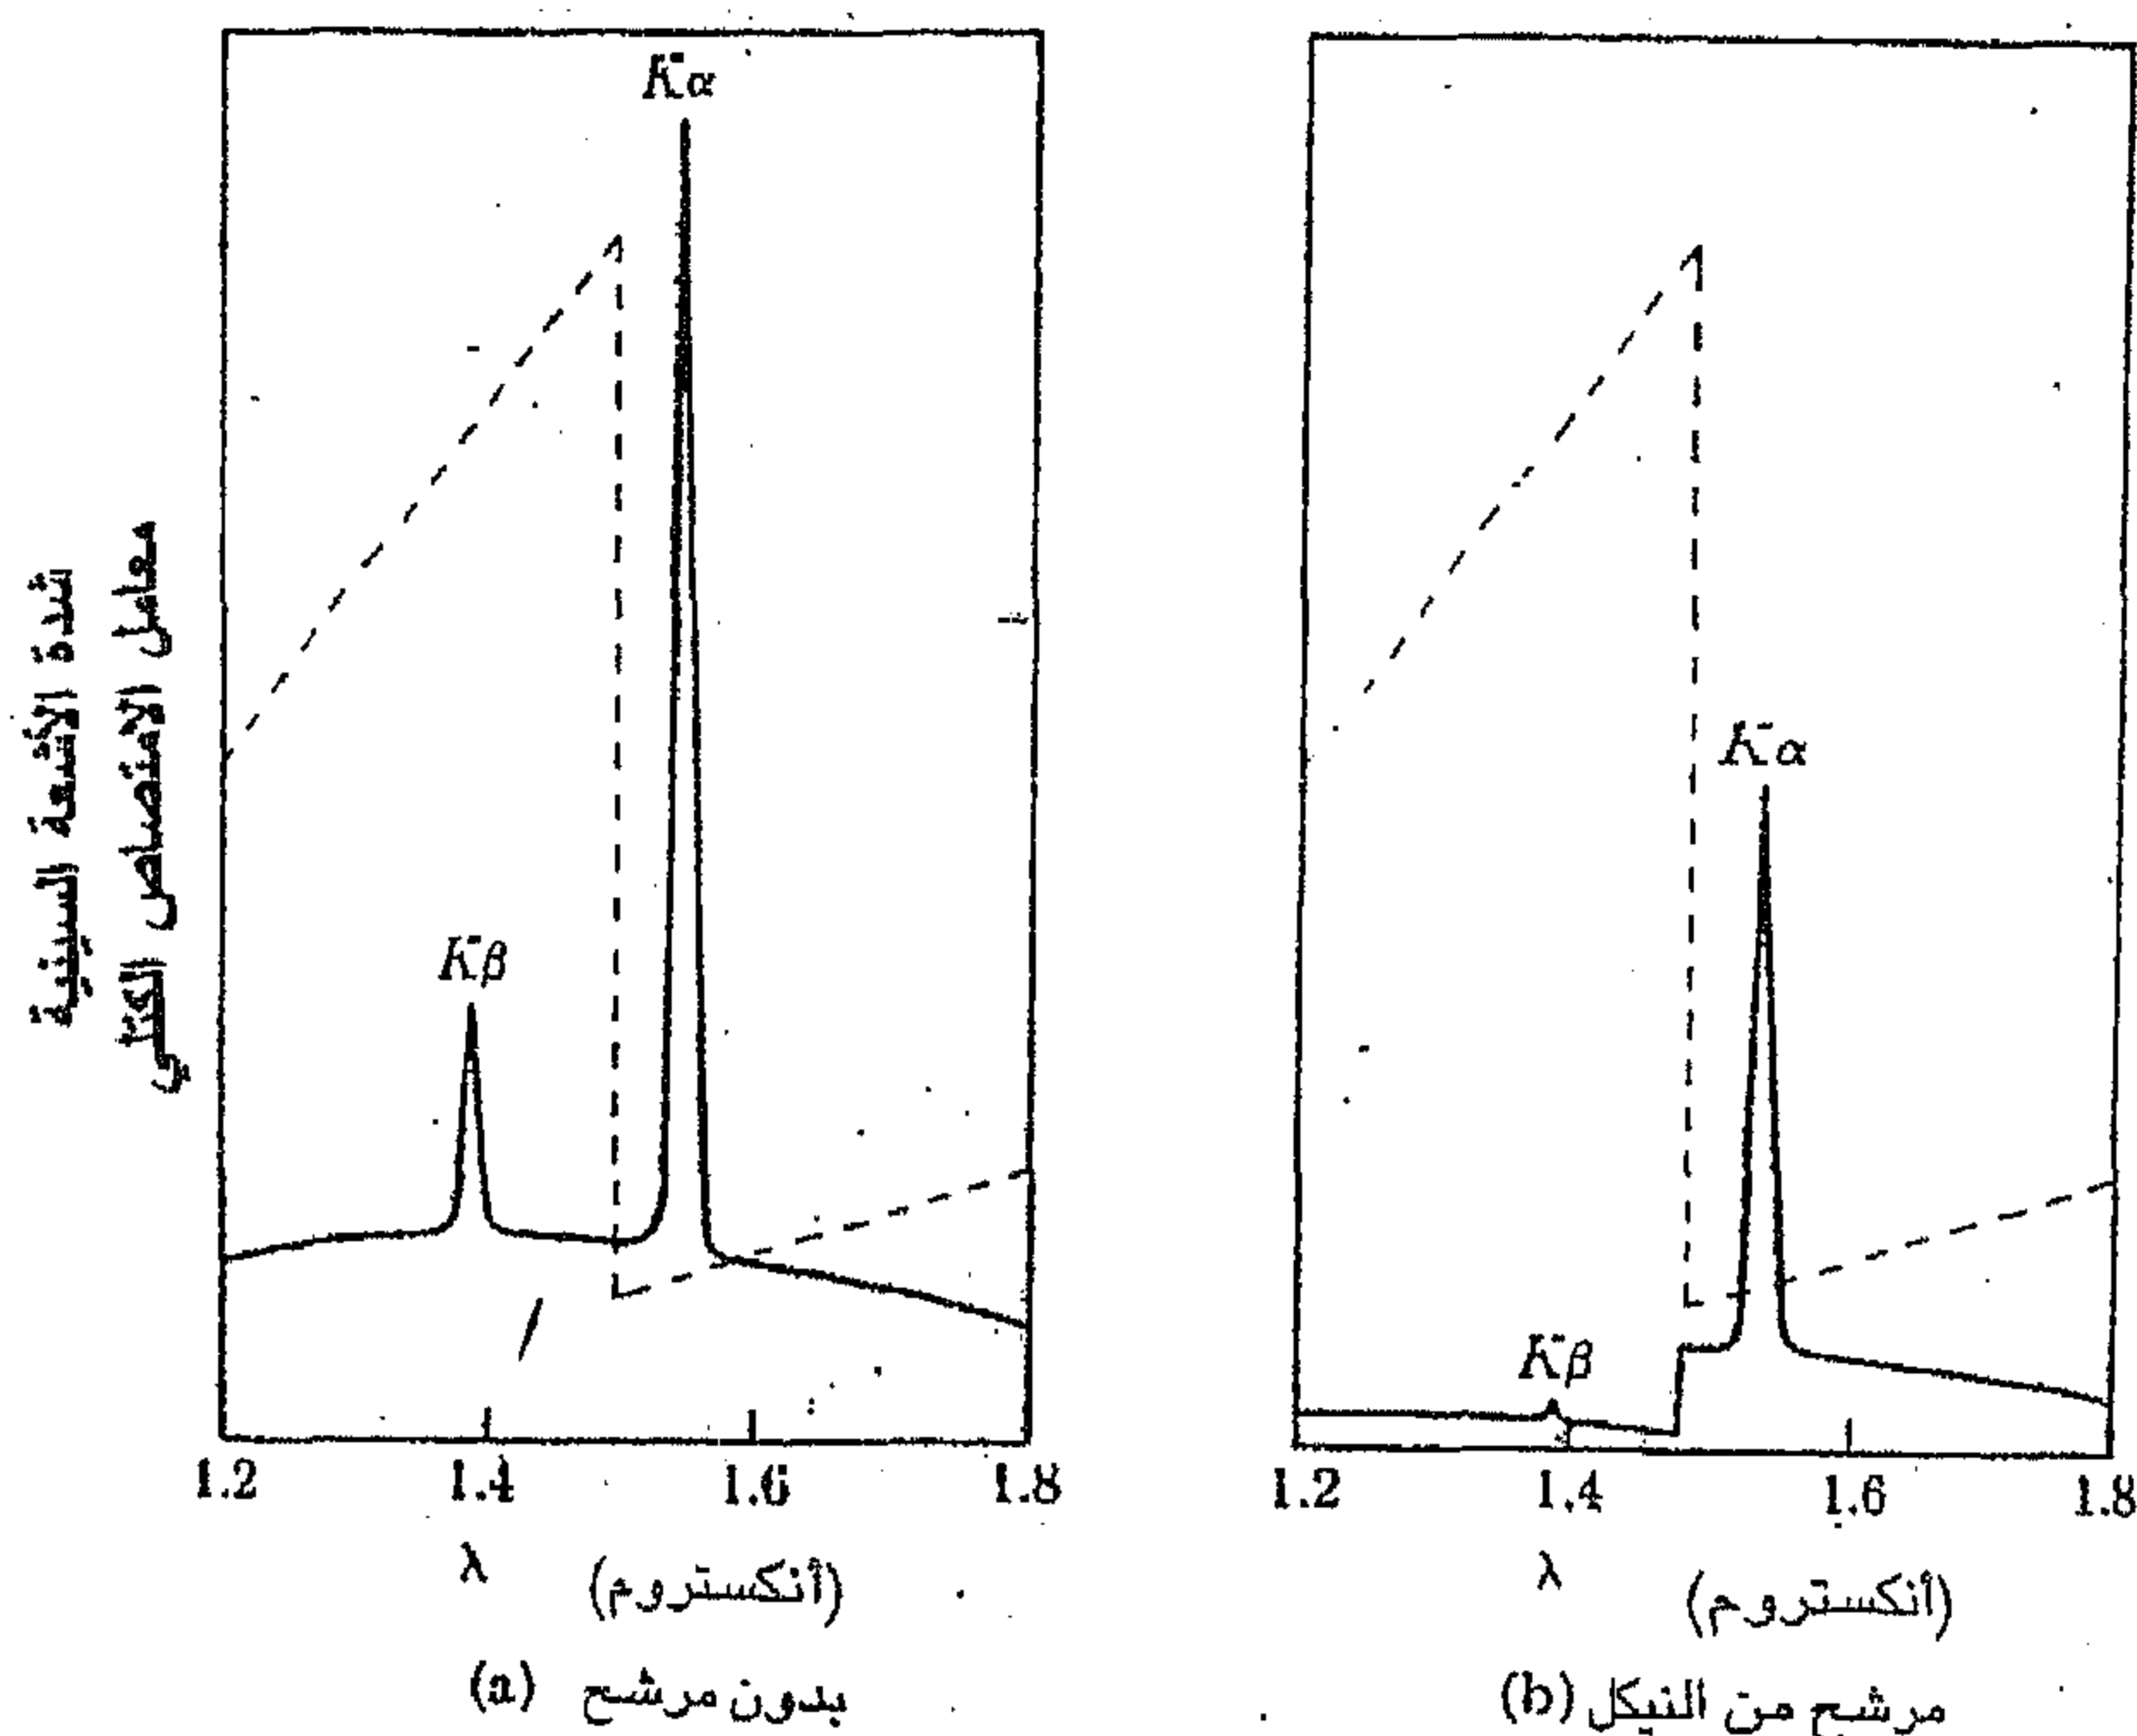 شدة الأشعة السينية
معامل الامتصاص الكتلي
Kα
Kβ
1.2 1.4 1.6 1.8
λ (أنكستروم)
(a) بدون مرشح
Kα
Kβ
1.2 1.4 1.6 1.8
λ (أنكستروم)
(b) مرشح من النيكل